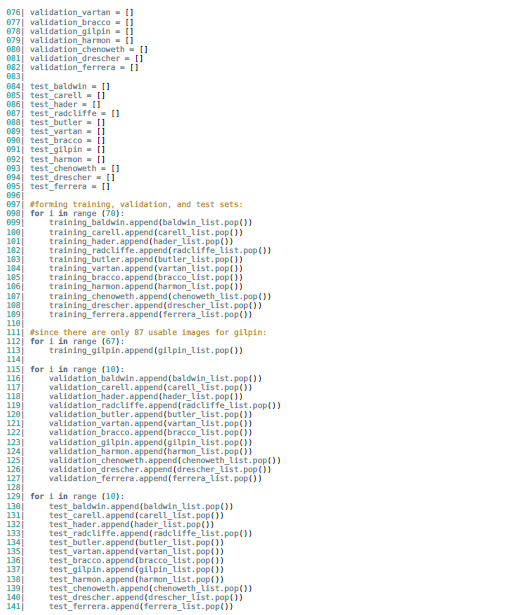 076| validation_vartan = []
077| validation_bracco = []
078| validation_gilpin = []
079| validation_harmon = []
080| validation_chenoweth = []
081| validation_drescher = []
082| validation_ferrera = []
083|
084| test_baldwin = []
085| test_carell = []
086| test_hader = []
087| test_radcliffe = []
088| test_butler = []
089| test_vartan = []
090| test_bracco = []
091| test_gilpin = []
092| test_harmon = []
093| test_chenoweth = []
094| test_drescher = []
095| test_ferrera = []
096|
097| #forming training, validation, and test sets:
098| for i in range (70):
099|     training_baldwin.append(baldwin_list.pop())
100|     training_carell.append(carell_list.pop())
101|     training_hader.append(hader_list.pop())
102|     training_radcliffe.append(radcliffe_list.pop())
103|     training_butler.append(butler_list.pop())
104|     training_vartan.append(vartan_list.pop())
105|     training_bracco.append(bracco_list.pop())
106|     training_harmon.append(harmon_list.pop())
107|     training_chenoweth.append(chenoweth_list.pop())
108|     training_drescher.append(drescher_list.pop())
109|     training_ferrera.append(ferrera_list.pop())
110|
111| #since there are only 87 usable images for gilpin:
112| for i in range (67):
113|     training_gilpin.append(gilpin_list.pop())
114|
115| for i in range (10):
116|     validation_baldwin.append(baldwin_list.pop())
117|     validation_carell.append(carell_list.pop())
118|     validation_hader.append(hader_list.pop())
119|     validation_radcliffe.append(radcliffe_list.pop())
120|     validation_butler.append(butler_list.pop())
121|     validation_vartan.append(vartan_list.pop())
122|     validation_bracco.append(bracco_list.pop())
123|     validation_gilpin.append(gilpin_list.pop())
124|     validation_harmon.append(harmon_list.pop())
125|     validation_chenoweth.append(chenoweth_list.pop())
126|     validation_drescher.append(drescher_list.pop())
127|     validation_ferrera.append(ferrera_list.pop())
128|
129| for i in range (10):
130|     test_baldwin.append(baldwin_list.pop())
131|     test_carell.append(carell_list.pop())
132|     test_hader.append(hader_list.pop())
133|     test_radcliffe.append(radcliffe_list.pop())
134|     test_butler.append(butler_list.pop())
135|     test_vartan.append(vartan_list.pop())
136|     test_bracco.append(bracco_list.pop())
137|     test_gilpin.append(gilpin_list.pop())
138|     test_harmon.append(harmon_list.pop())
139|     test_chenoweth.append(chenoweth_list.pop())
140|     test_drescher.append(drescher_list.pop())
141|     test_ferrera.append(ferrera_list.pop())